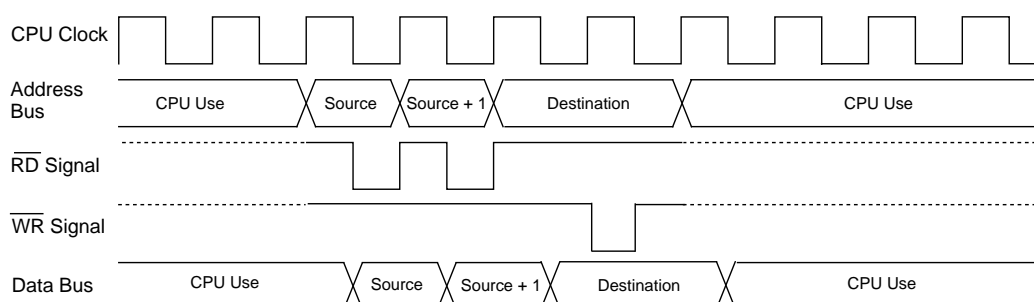 CPU Clock
Address
Bus
CPU Use
Source
Source + 1
Destination
CPU Use
RD Signal
WR Signal
Data Bus
CPU Use
Source
Source + 1
Destination
CPU Use